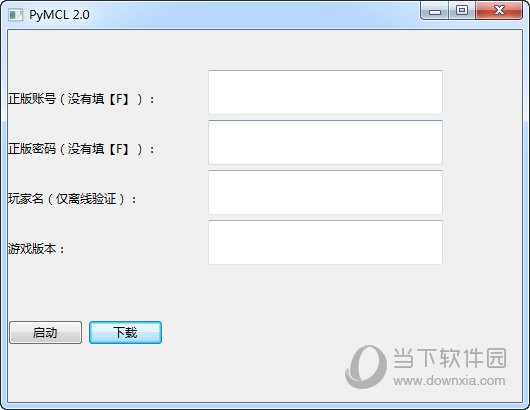 PyMCL 2.0
正版账号（没有填【F】）：
正版密码（没有填【F】）：
玩家名（仅离线验证）：
游戏版本：
启动 下载
当下软件园
www.downxia.com